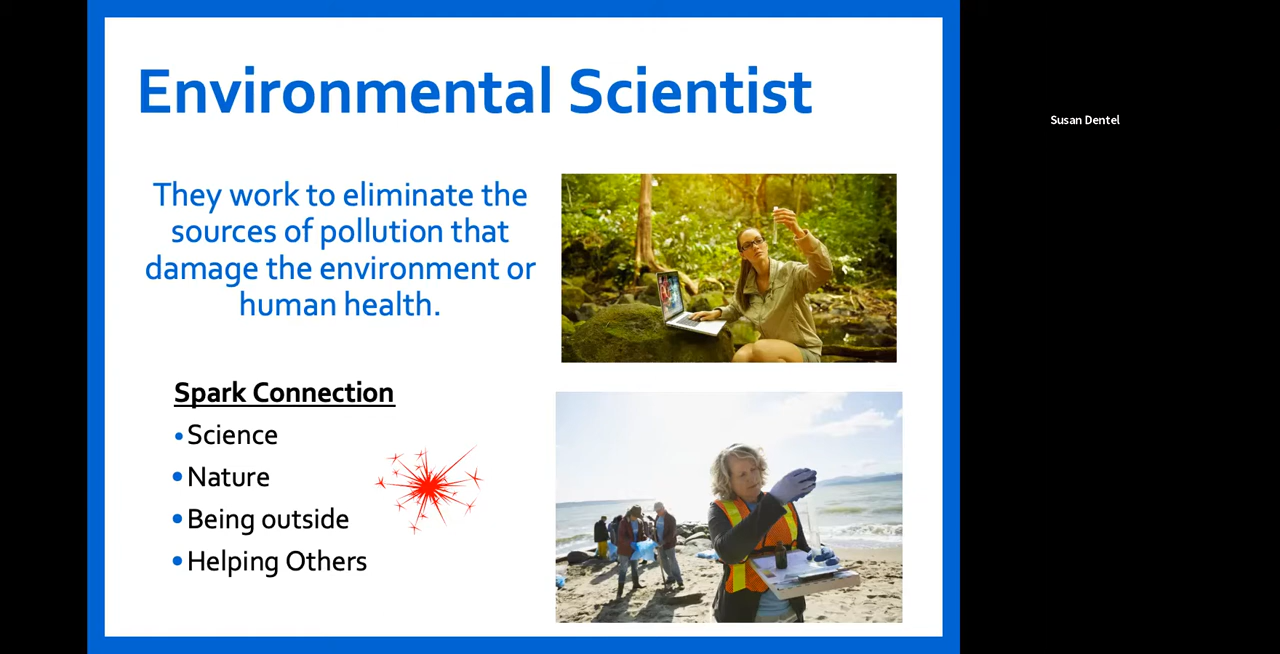 Environmental Scientist
They work to eliminate the
sources of pollution that
damage the environment or
human health.
Spark Connection
•Science
•Nature
•Being outside
•Helping Others
Susan Dentel